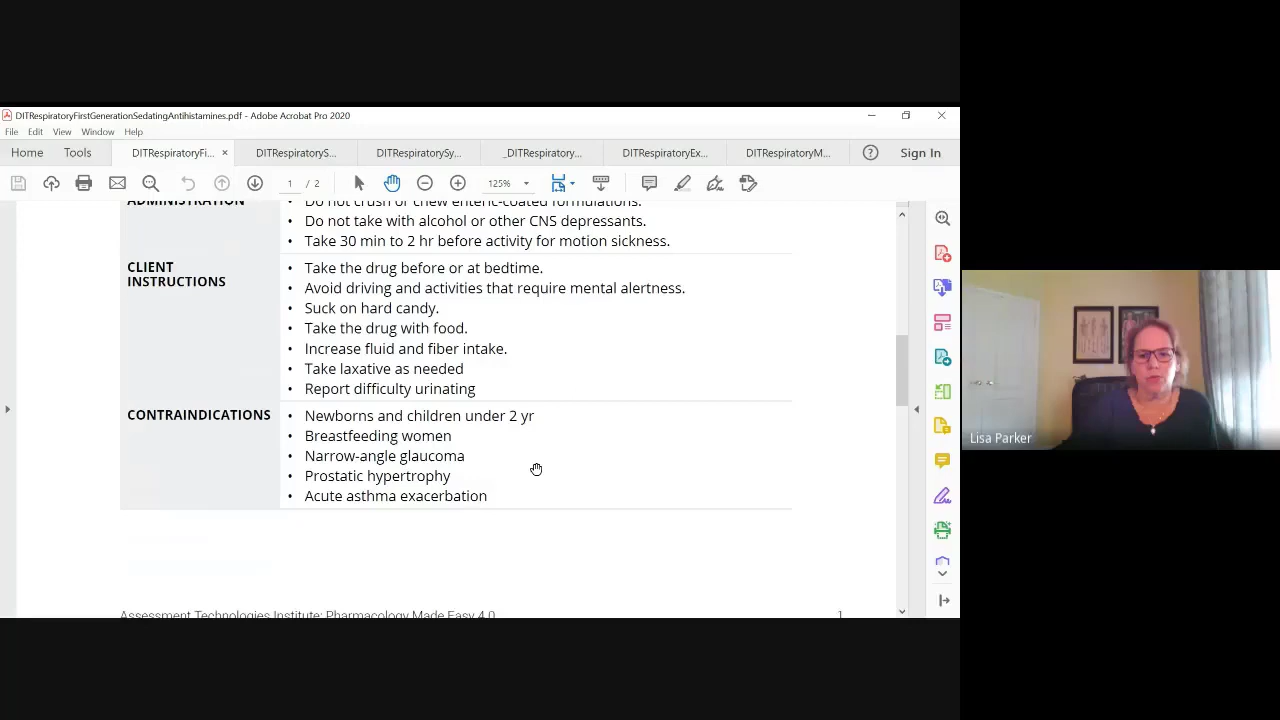 DITRespiratoryFirstGenerationSedatingAntihistamines.pdf - Adobe Acrobat Pro 2020
File Edit View Window Help
Home Tools DITRespiratoryFi... × DITRespiratoryS... DITRespiratorySy... _DITRespiratory... DITRespiratoryEx... DITRespiratoryM... Sign In
1 / 2 125%
ADMINISTRATION
• Do not crush or chew enteric-coated formulations.
• Do not take with alcohol or other CNS depressants.
• Take 30 min to 2 hr before activity for motion sickness.
CLIENT
INSTRUCTIONS
• Take the drug before or at bedtime.
• Avoid driving and activities that require mental alertness.
• Suck on hard candy.
• Take the drug with food.
• Increase fluid and fiber intake.
• Take laxative as needed
• Report difficulty urinating
CONTRAINDICATIONS
• Newborns and children under 2 yr
• Breastfeeding women
• Narrow-angle glaucoma
• Prostatic hypertrophy
• Acute asthma exacerbation
Assessment Technologies Institute: Pharmacology Made Easy 4.0 1
Lisa Parker